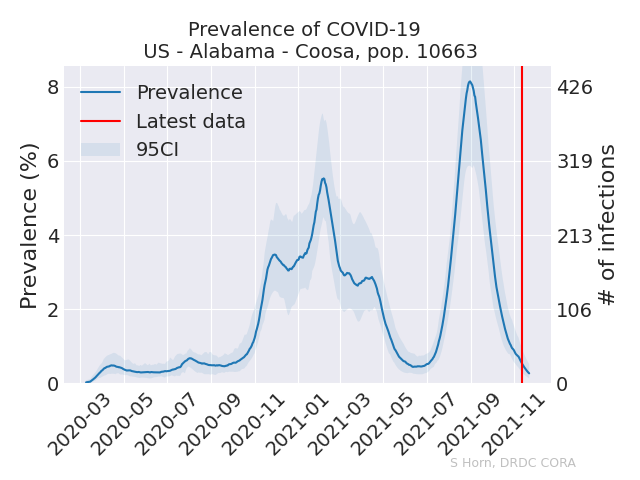 Prevalence of COVID-19
US - Alabama - Coosa, pop. 10663
Prevalence
Latest data
95CI
Prevalence (%)
8
6
4
2
0
# of infections
426
319
213
106
0
2020-03
2020-05
2020-07
2020-09
2020-11
2021-01
2021-03
2021-05
2021-07
2021-09
2021-11
S Horn, DRDC CORA